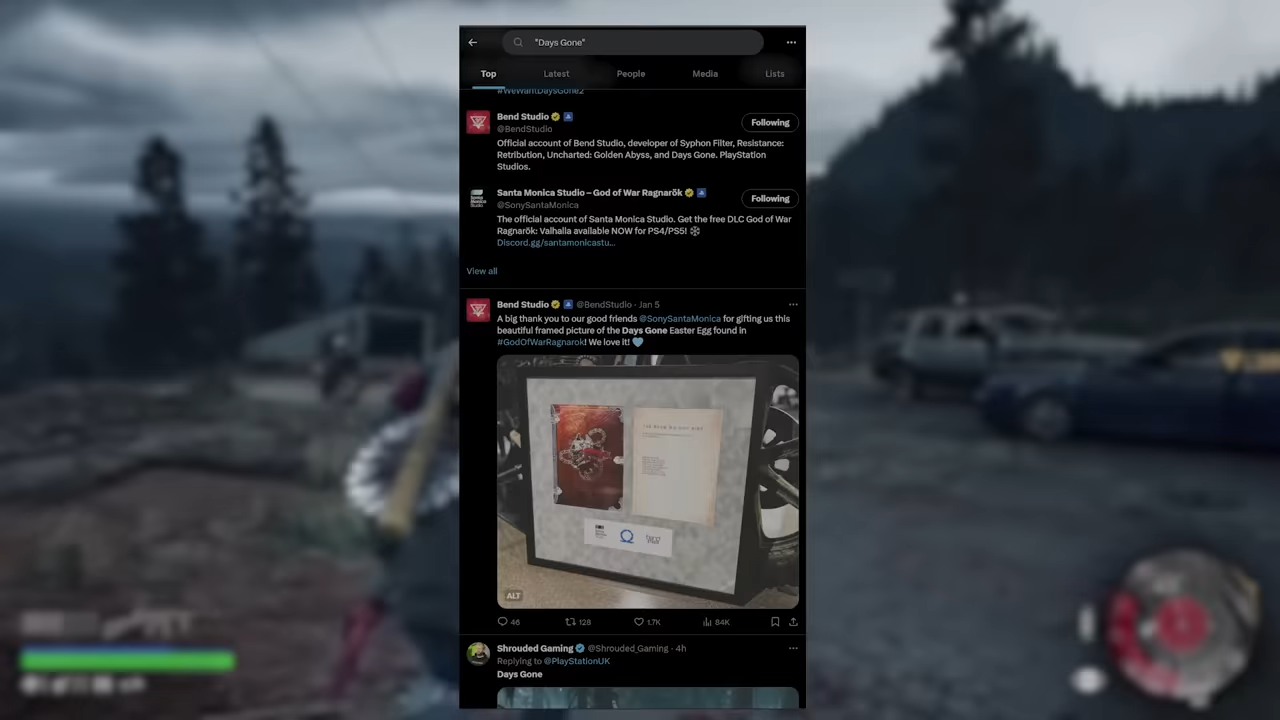 "Days Gone"
Top
Latest
People
Media
Lists
#WeWantDaysGone2
Bend Studio
@BendStudio
Following
Official account of Bend Studio, developer of Syphon Filter, Resistance:
Retribution, Uncharted: Golden Abyss, and Days Gone. PlayStation
Studios.
Santa Monica Studio – God of War Ragnarök
@SonySantaMonica
Following
The official account of Santa Monica Studio. Get the free DLC God of War
Ragnarök: Valhalla available NOW for PS4/PS5! ❄
Discord.gg/santamonicastu...
View all
Bend Studio @BendStudio · Jan 5
A big thank you to our good friends @SonySantaMonica for gifting us this
beautiful framed picture of the Days Gone Easter Egg found in
#GodOfWarRagnarok! We love it! 💙
ALT
46
128
1.7K
84K
Shrouded Gaming @Shrouded_Gaming · 4h
Replying to @PlayStationUK
Days Gone